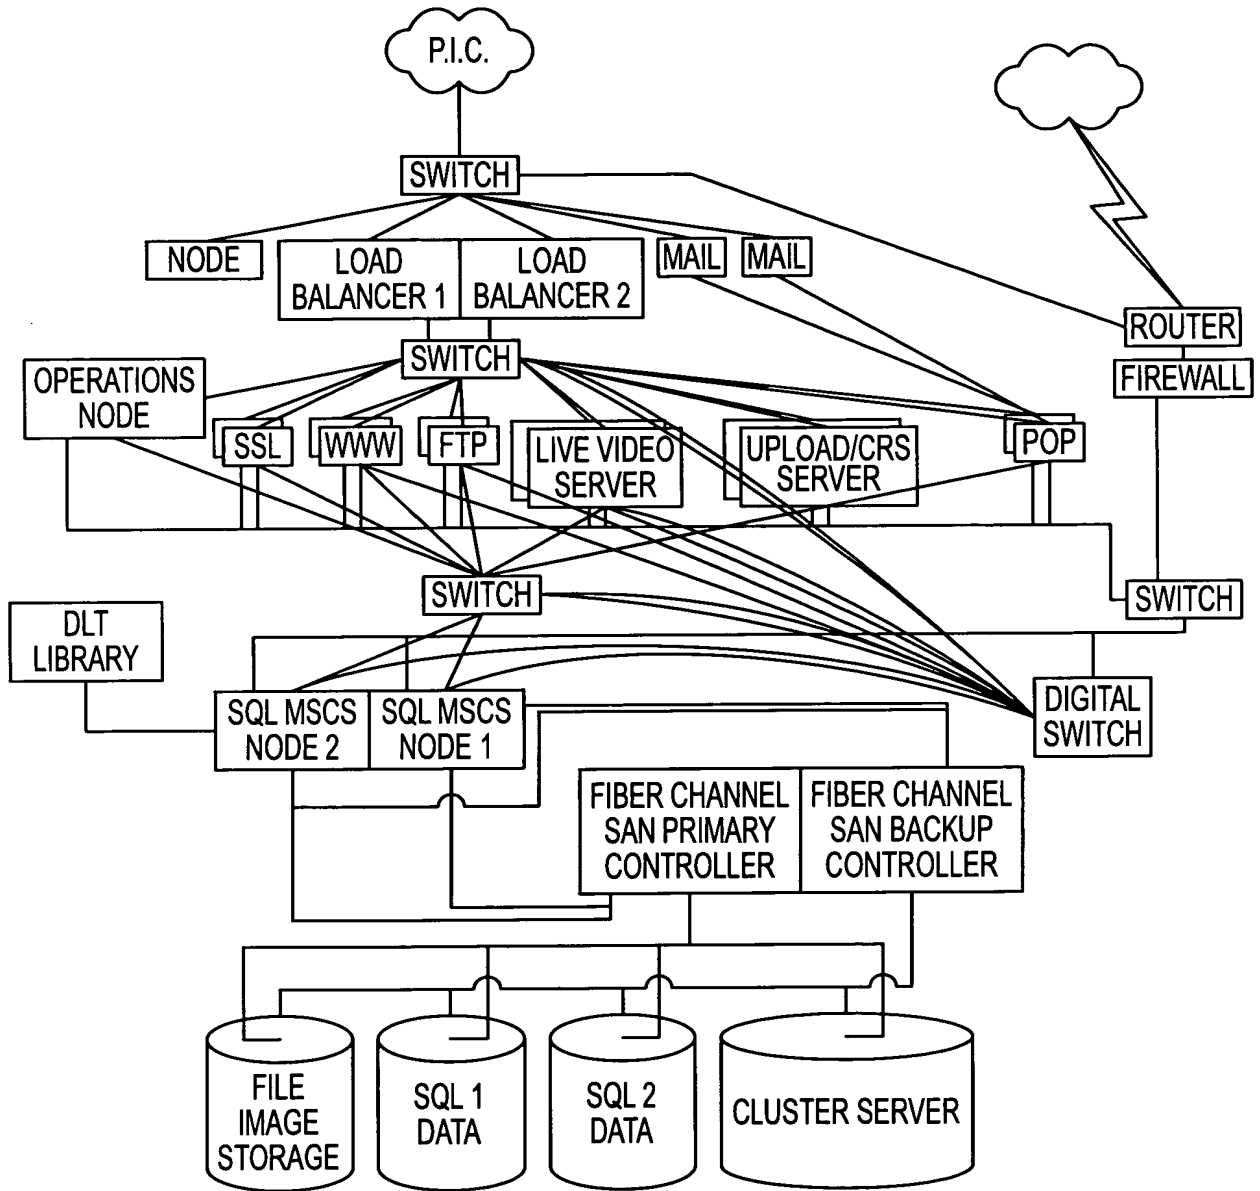 P.I.C.
SWITCH
NODE
LOAD
BALANCER 1
LOAD
BALANCER 2
MAIL
MAIL
ROUTER
SWITCH
FIREWALL
OPERATIONS
NODE
SSL
WWW
FTP
LIVE VIDEO
SERVER
UPLOAD/CRS
SERVER
POP
SWITCH
SWITCH
DLT
LIBRARY
SQL MSCS
NODE 2
SQL MSCS
NODE 1
DIGITAL
SWITCH
FIBER CHANNEL
SAN PRIMARY
CONTROLLER
FIBER CHANNEL
SAN BACKUP
CONTROLLER
FILE
IMAGE
STORAGE
SQL 1
DATA
SQL 2
DATA
CLUSTER SERVER